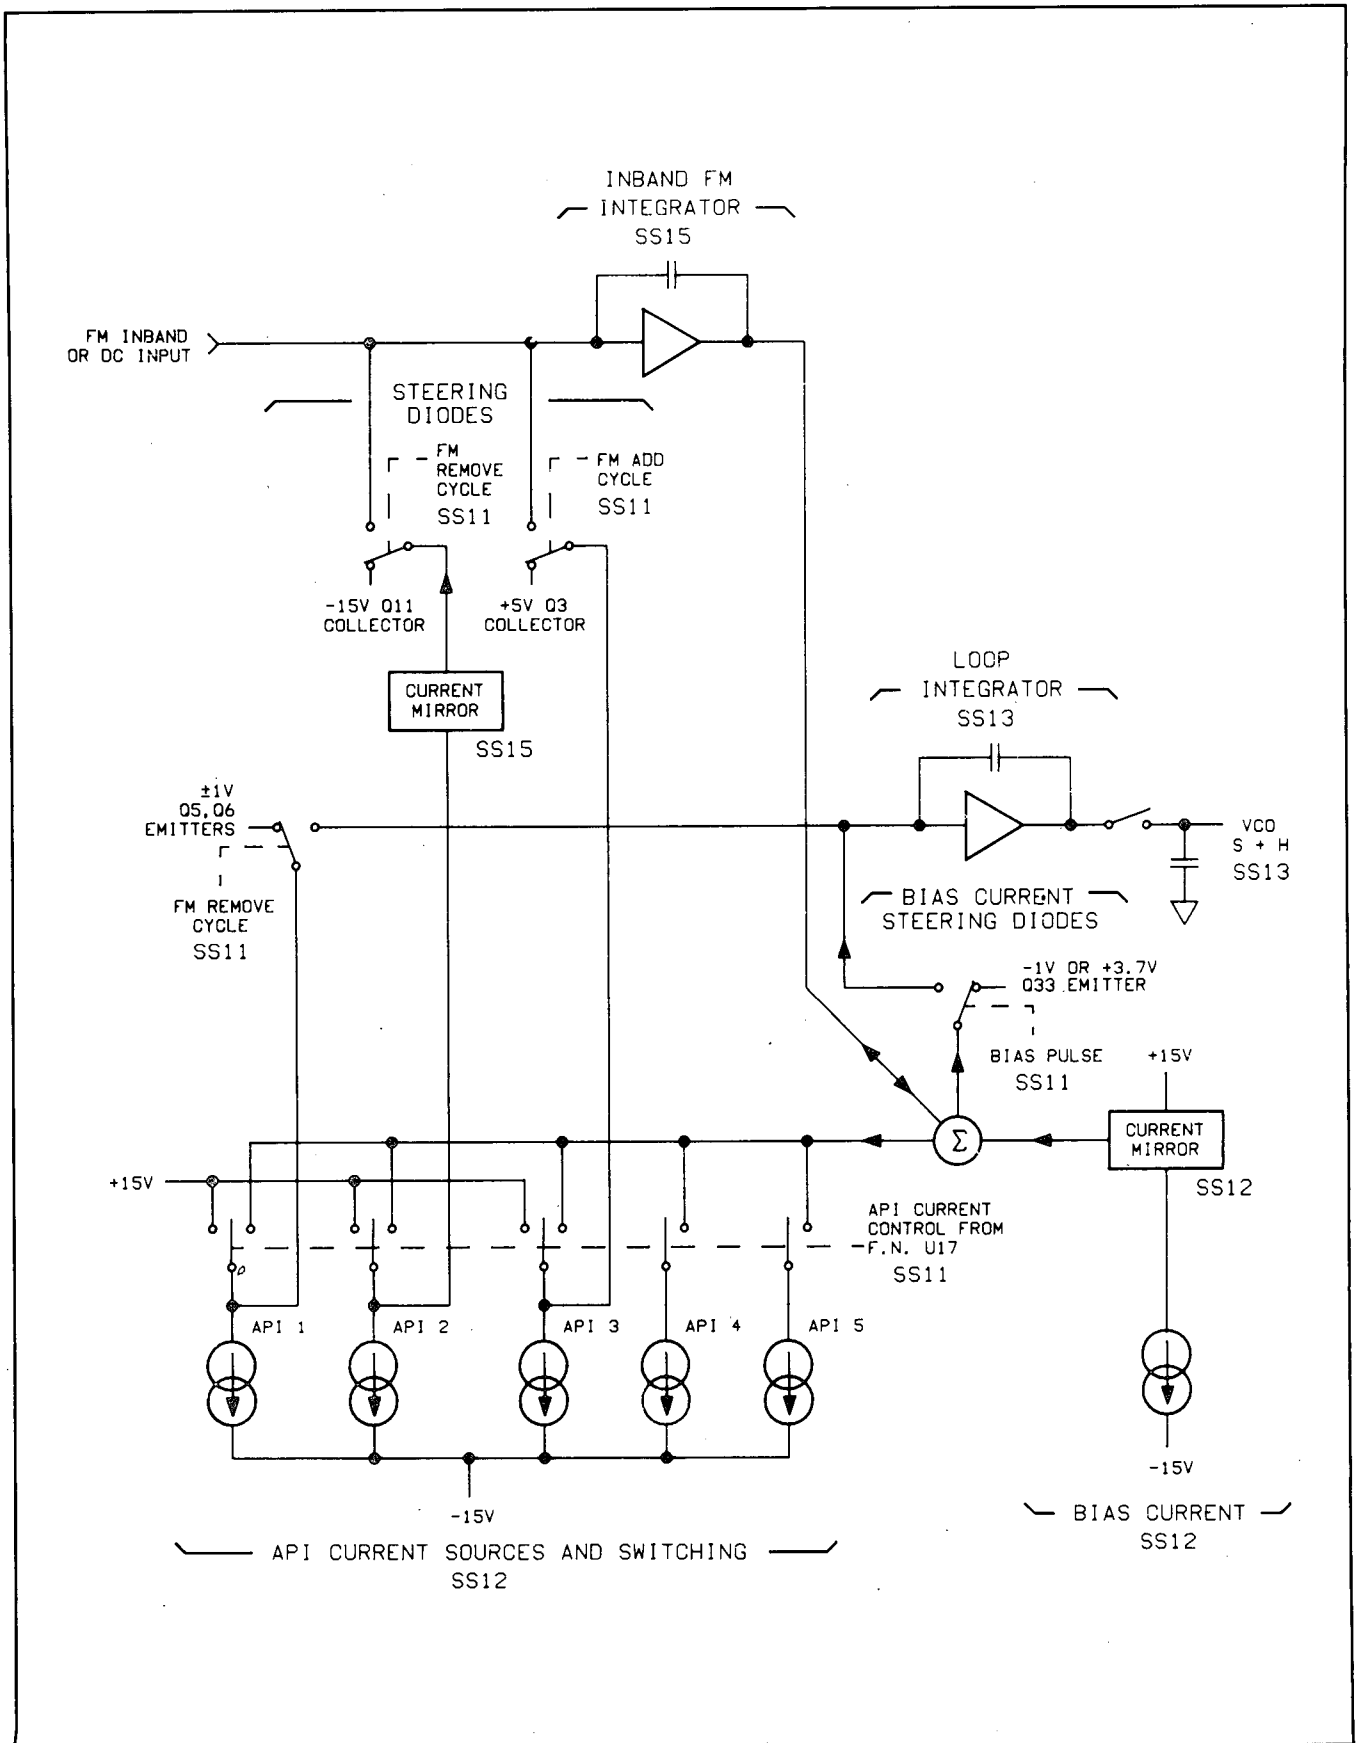 INBAND FM
INTEGRATOR
SS15
FM INBAND
OR DC INPUT
STEERING
DIODES
FM
REMOVE
CYCLE
SS11
FM ADD
CYCLE
SS11
-15V Q11
COLLECTOR
+5V Q3
COLLECTOR
CURRENT
MIRROR
SS15
LOOP
INTEGRATOR
SS13
±1V
Q5,Q6
EMITTERS
FM REMOVE
CYCLE
SS11
VCO
S + H
SS13
BIAS CURRENT
STEERING DIODES
-1V OR +3.7V
Q33 EMITTER
BIAS PULSE
SS11
+15V
CURRENT
MIRROR
SS12
Σ
+15V
API CURRENT
CONTROL FROM
F.N. U17
SS11
API 1
API 2
API 3
API 4
API 5
-15V
-15V
BIAS CURRENT
SS12
API CURRENT SOURCES AND SWITCHING
SS12